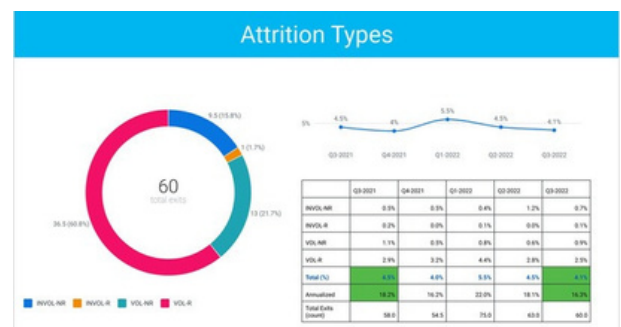 Attrition Types
9.5 (15.8%)
1 (1.7%)
13 (21.7%)
36.5 (60.8%)
60
total exits
INVOL-NR INVOL-R VOL-NR VOL-R
5% 4.5% 4% 5.5% 4.5% 4.1%
Q3-2021 Q4-2021 Q1-2022 Q2-2022 Q3-2022
Q3-2021 Q4-2021 Q1-2022 Q2-2022 Q3-2022
INVOL-NR 0.5% 0.5% 0.4% 1.2% 0.7%
INVOL-R 0.2% 0.0% 0.1% 0.0% 0.1%
VOL-NR 1.1% 0.5% 0.8% 0.6% 0.9%
VOL-R 2.9% 3.2% 4.4% 2.8% 2.5%
Total (%) 4.5% 4.0% 5.5% 4.5% 4.1%
Annualized 18.2% 16.2% 22.0% 18.1% 16.3%
Total Exits
(count) 58.0 54.5 75.0 63.0 60.0